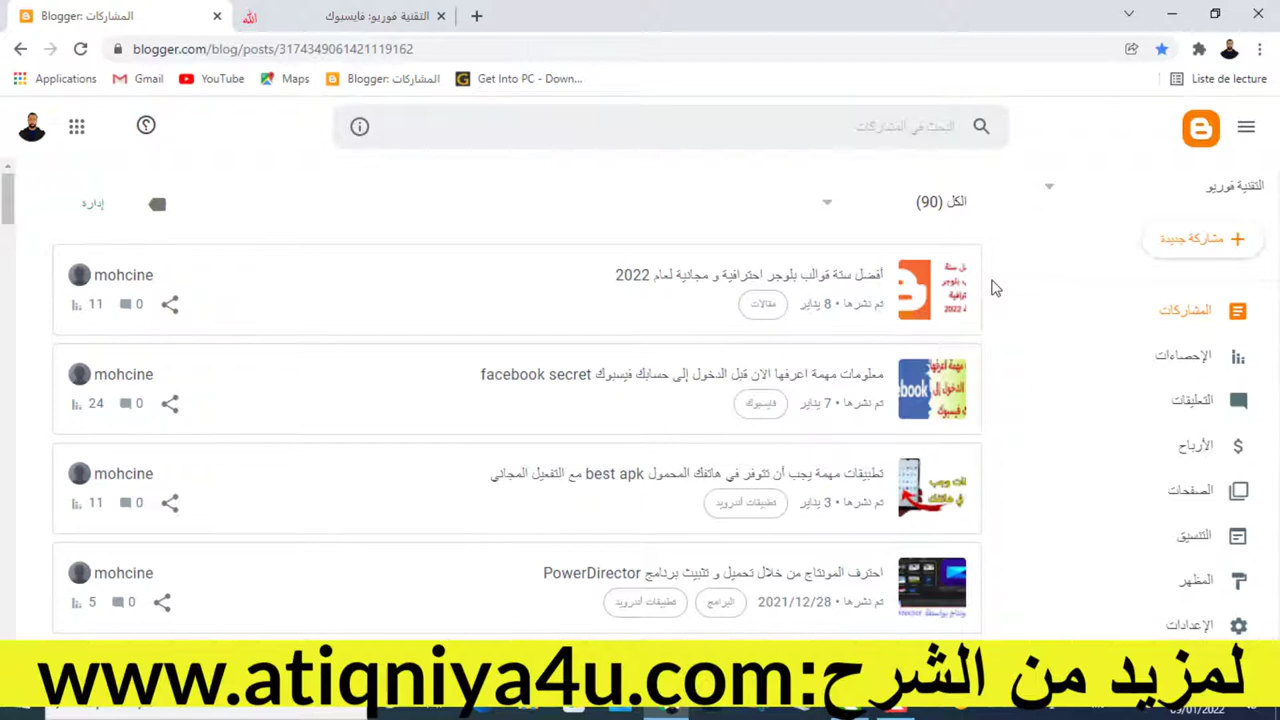 Blogger: المشاركات
التقنية فوريو: فايسبوك
blogger.com/blog/posts/3174349061421119162
Applications
Gmail
YouTube
Maps
Blogger: المشاركات
Get Into PC - Down...
Liste de lecture
البحث في المشاركات
التقنية فوريو
الكل (90)
إدارة
مشاركة جديدة
أفضل ستة قوالب بلوجر احترافية و مجانية لعام 2022
mohcine
تم نشرها • 8 يناير
مقالات
11
0
المشاركات
الإحصاءات
معلومات مهمة اعرفها الان قبل الدخول إلى حسابك فيسبوك facebook secret
mohcine
تم نشرها • 7 يناير
فايسبوك
24
0
التعليقات
الأرباح
تطبيقات مهمة يجب أن تتوفر في هاتفك المحمول best apk مع التفعيل المجاني
mohcine
تم نشرها • 3 يناير
تطبيقات أندرويد
11
0
الصفحات
التنسيق
احترف المونتاج من خلال تحميل و تثبيت برنامج PowerDirector
mohcine
تم نشرها • 2021/12/28
البرامج
تطبيقات أندرويد
5
0
المظهر
الإعدادات
لمزيد من الشرح:www.atiqniya4u.com
09/01/2022